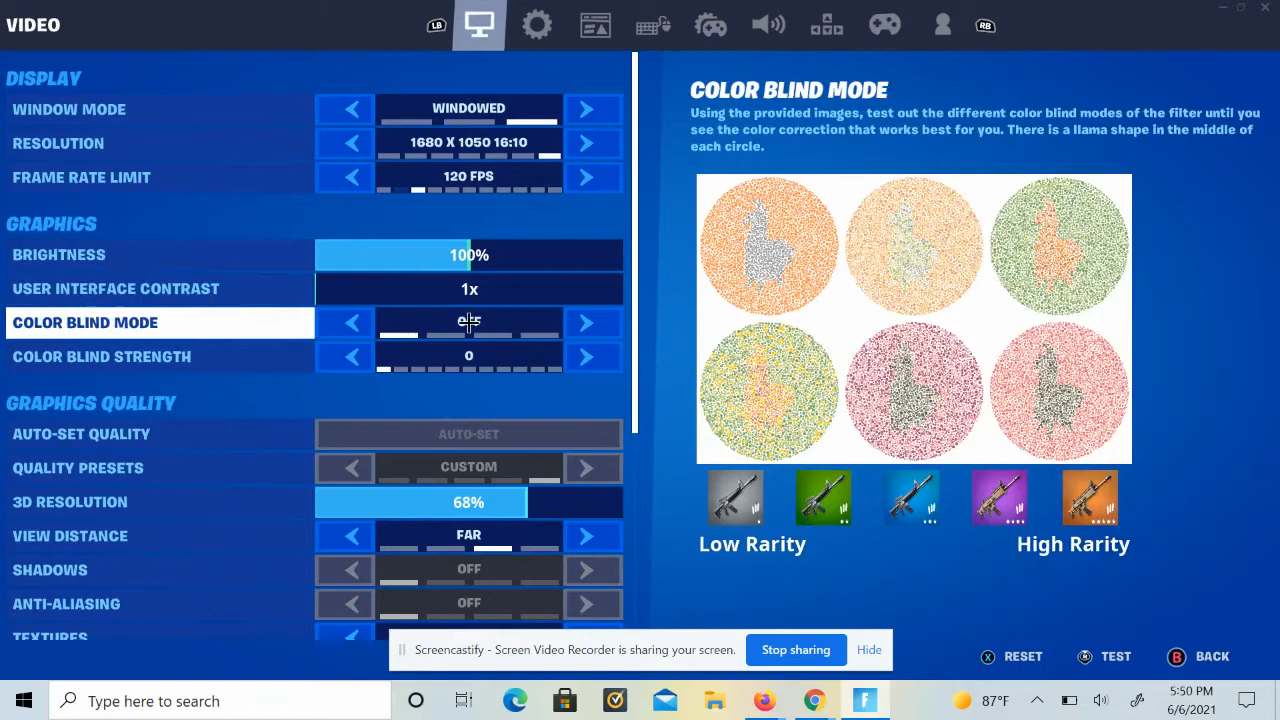 VIDEO
LB
RB
DISPLAY
WINDOW MODE
WINDOWED
RESOLUTION
1680 X 1050 16:10
FRAME RATE LIMIT
120 FPS
GRAPHICS
BRIGHTNESS
100%
USER INTERFACE CONTRAST
1x
COLOR BLIND MODE
OFF
COLOR BLIND STRENGTH
0
GRAPHICS QUALITY
AUTO-SET QUALITY
AUTO-SET
QUALITY PRESETS
CUSTOM
3D RESOLUTION
68%
VIEW DISTANCE
FAR
SHADOWS
OFF
ANTI-ALIASING
OFF
TEXTURES
COLOR BLIND MODE
Using the provided images, test out the different color blind modes of the filter until you
see the color correction that works best for you. There is a llama shape in the middle of
each circle.
Low Rarity
High Rarity
Screencastify - Screen Video Recorder is sharing your screen.
Stop sharing
Hide
X RESET
TEST
B BACK
Type here to search
F
87°F
5:50 PM
6/6/2021